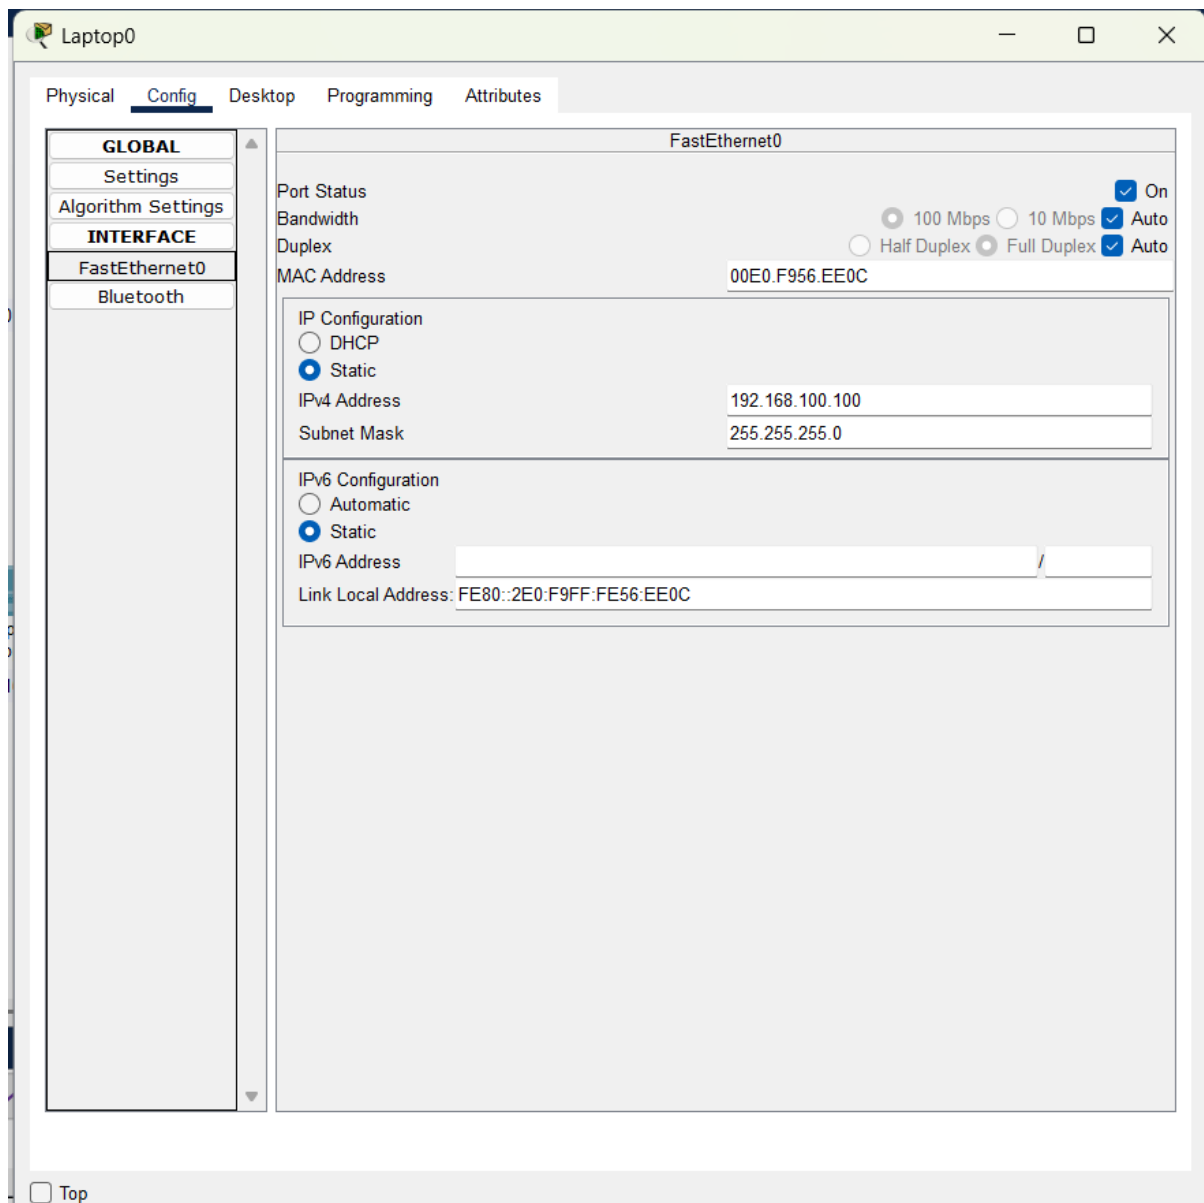 Laptop0
Physical Config Desktop Programming Attributes
GLOBAL
Settings
Algorithm Settings
INTERFACE
FastEthernet0
Bluetooth
FastEthernet0
Port Status On
Bandwidth 100 Mbps 10 Mbps Auto
Duplex Half Duplex Full Duplex Auto
MAC Address 00E0.F956.EE0C
IP Configuration
DHCP
Static
IPv4 Address 192.168.100.100
Subnet Mask 255.255.255.0
IPv6 Configuration
Automatic
Static
IPv6 Address /
Link Local Address: FE80::2E0:F9FF:FE56:EE0C
Top